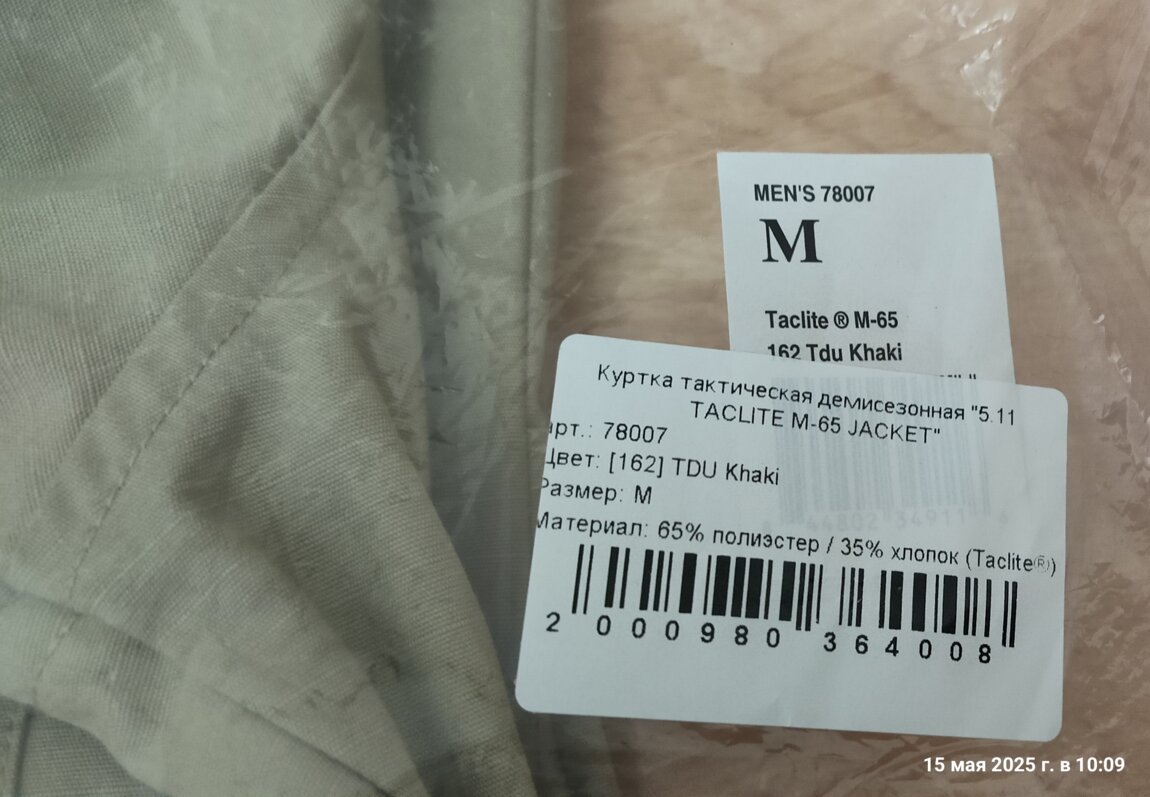 MEN'S 78007
M
Taclite ® M-65
162 Tdu Khaki
Куртка тактическая демисезонная "5.11
TACLITE M-65 JACKET"
арт.: 78007
Цвет: [162] TDU Khaki
Размер: M
Материал: 65% полиэстер / 35% хлопок (Taclite®)
2 000980 364008
15 мая 2025 г. в 10:09